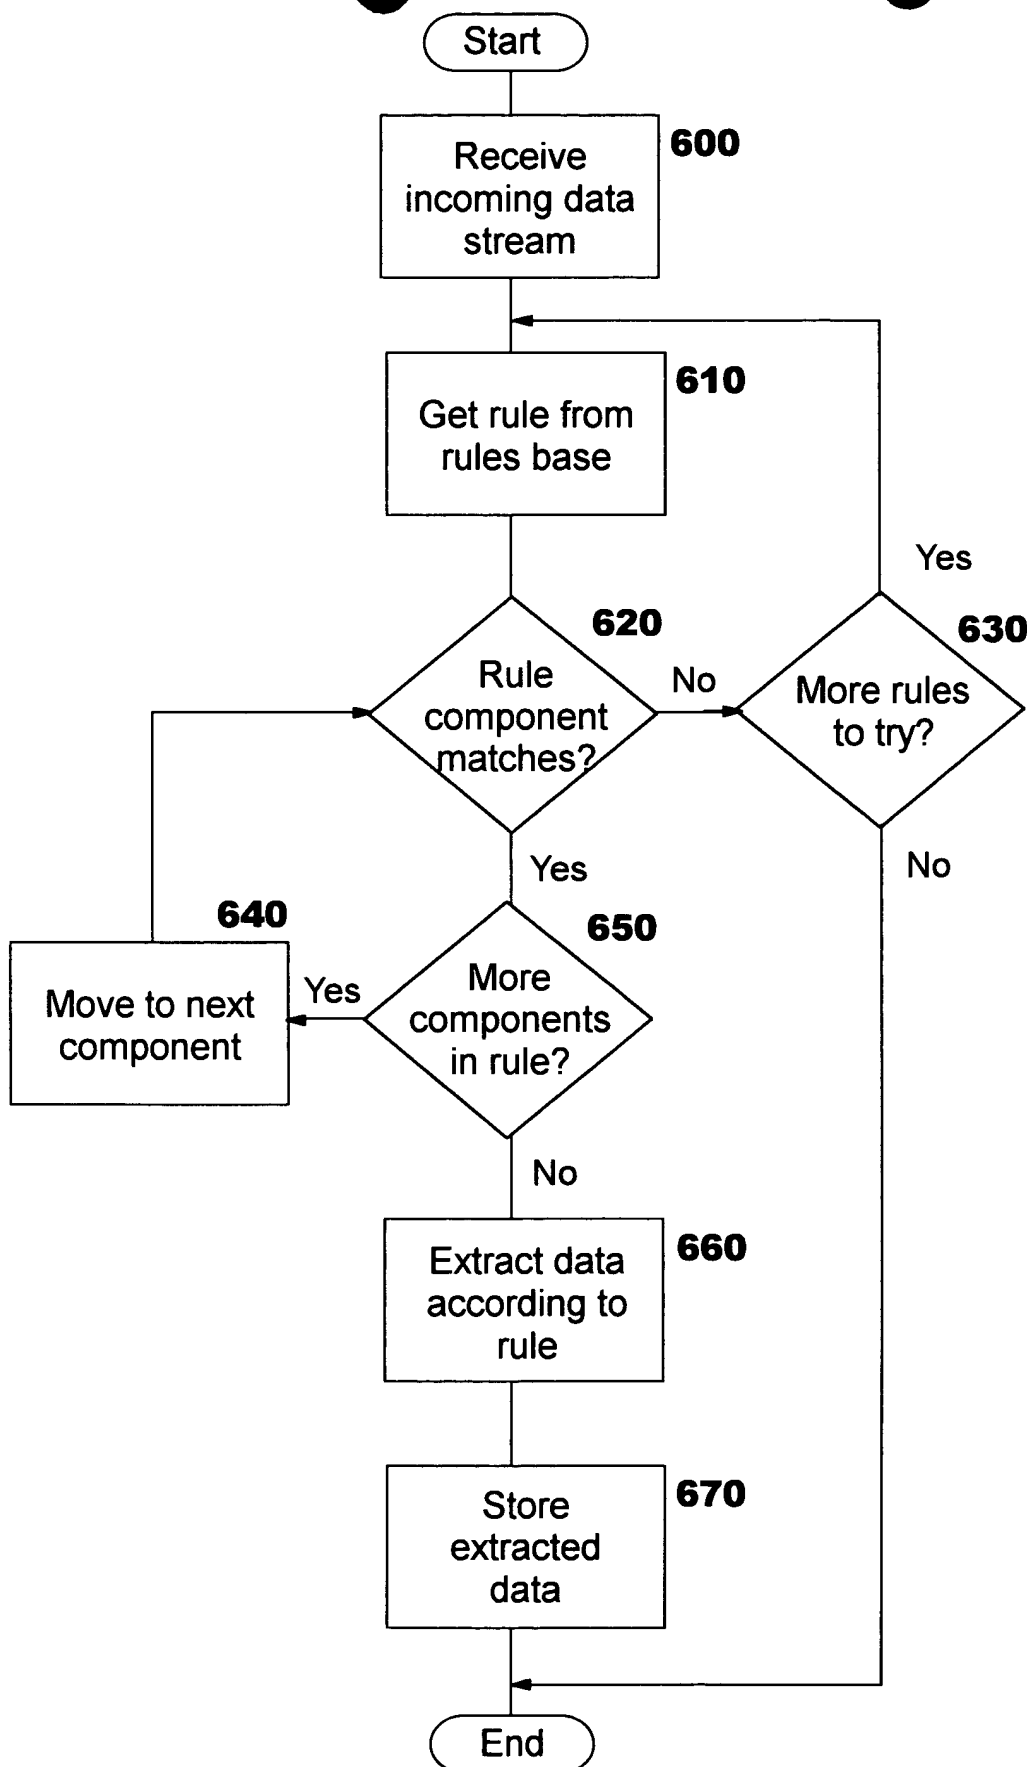 Start
600
Receive
incoming data
stream
610
Get rule from
rules base
Yes
620
630
Rule
component
matches?
No
More rules
to try?
Yes
No
640
650
Move to next
component
Yes
More
components
in rule?
No
660
Extract data
according to
rule
670
Store
extracted
data
End